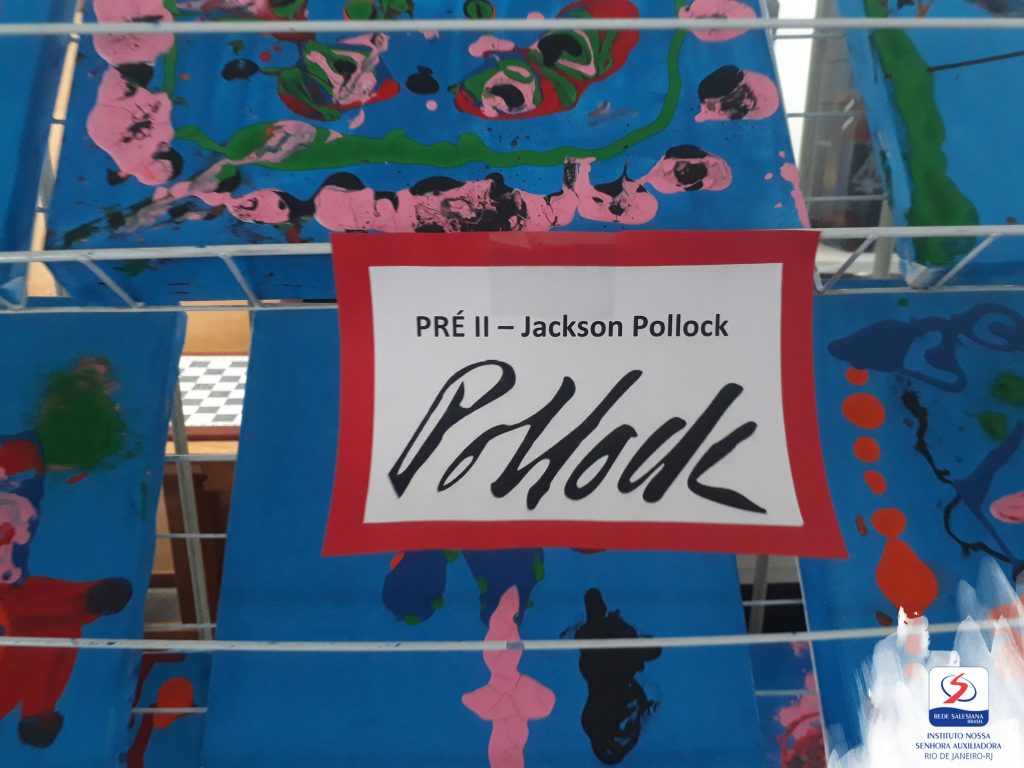 PRÉ II – Jackson Pollock
Pollock
REDE SALESIANA
BRASIL
INSTITUTO NOSSA
SENHORA AUXILIADORA
RIO DE JANEIRO-RJ